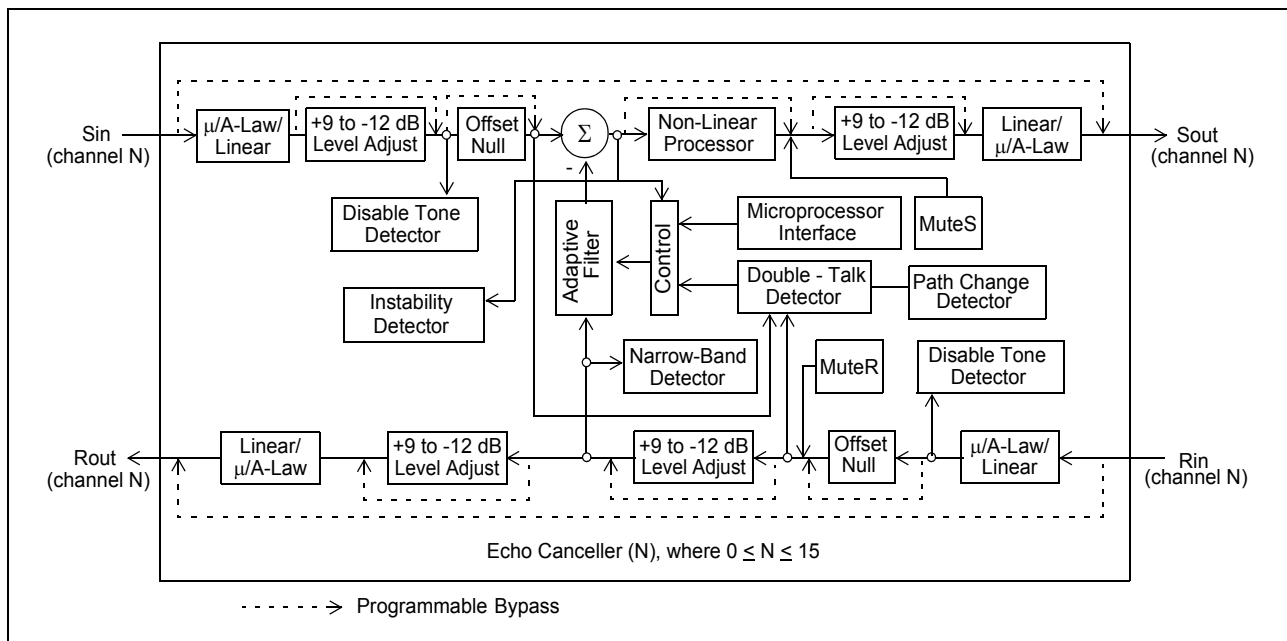 Sin
(channel N)
μ/A-Law/
Linear
+9 to -12 dB
Level Adjust
Offset
Null
Σ
-
Non-Linear
Processor
+9 to -12 dB
Level Adjust
Linear/
μ/A-Law
Sout
(channel N)
Disable Tone
Detector
Adaptive
Filter
Control
Microprocessor
Interface
MuteS
Instability
Detector
Double - Talk
Detector
Path Change
Detector
Narrow-Band
Detector
MuteR
Disable Tone
Detector
Rout
(channel N)
Linear/
μ/A-Law
+9 to -12 dB
Level Adjust
+9 to -12 dB
Level Adjust
Offset
Null
μ/A-Law/
Linear
Rin
(channel N)
Echo Canceller (N), where 0 ≤ N ≤ 15
Programmable Bypass